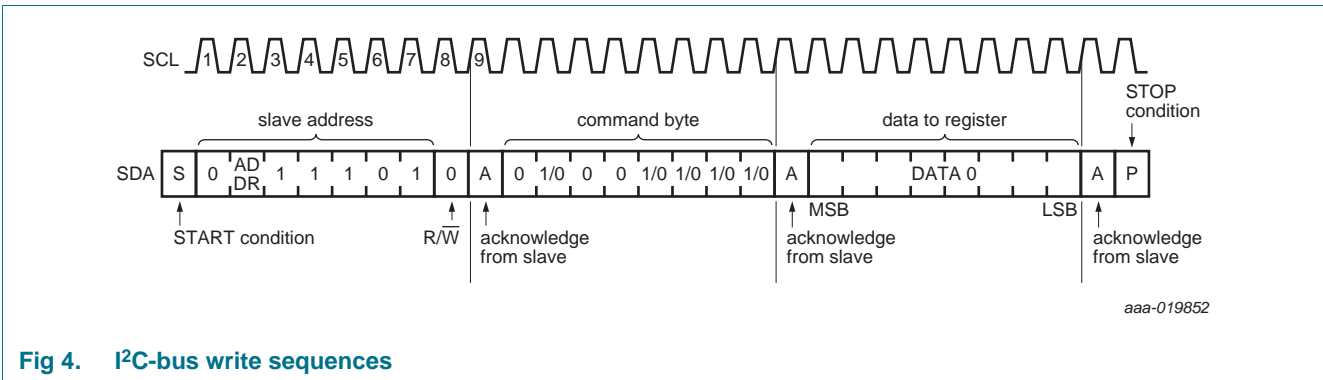 SCL 1 2 3 4 5 6 7 8 9
STOP
condition
slave address command byte data to register
SDA S 0 AD DR 1 1 1 0 1 0 A 0 1/0 0 0 1/0 1/0 1/0 1/0 A DATA 0 A P
MSB LSB
START condition R/W̅ acknowledge from slave acknowledge from slave acknowledge from slave
aaa-019852
Fig 4. I²C-bus write sequences